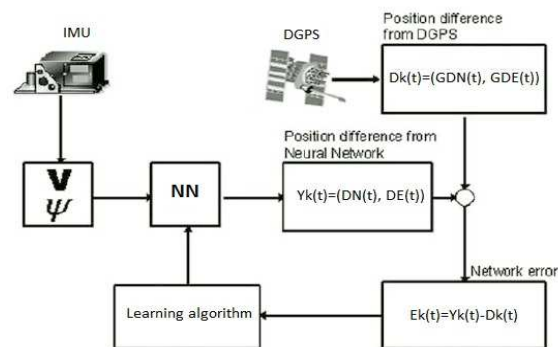 IMU
DGPS
Position difference
from DGPS
Dk(t)=(GDN(t), GDE(t))
Position difference from
Neural Network
V
ψ
NN
Yk(t)=(DN(t), DE(t))
Network error
Learning algorithm
Ek(t)=Yk(t)-Dk(t)